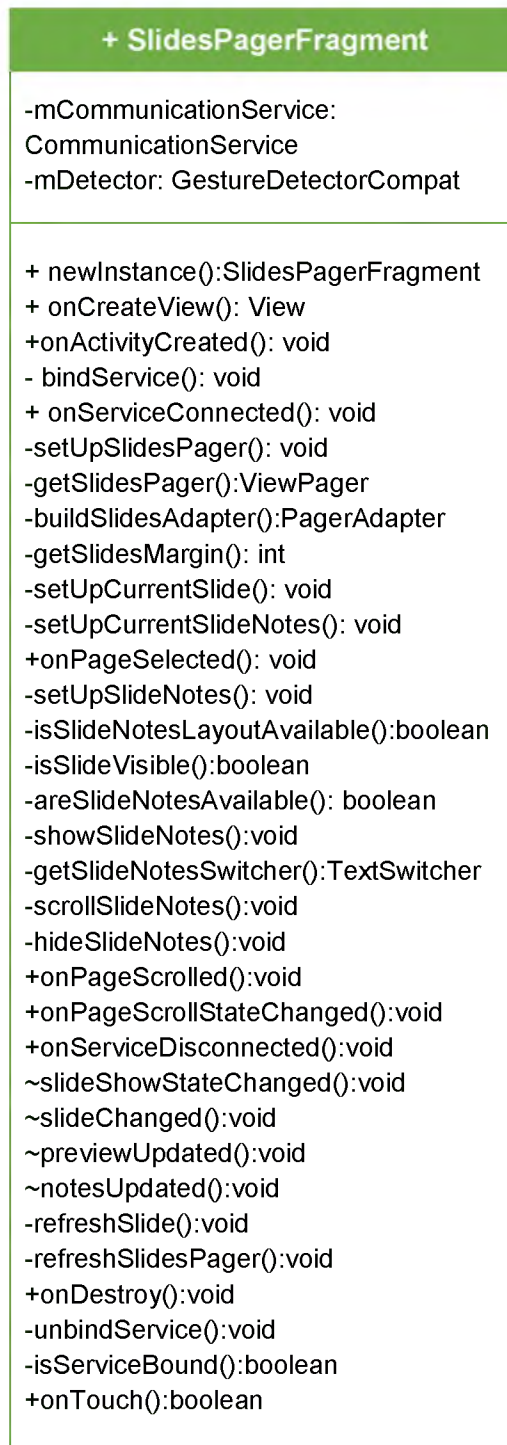 + SlidesPagerFragment
-mCommunicationService:
CommunicationService
-mDetector: GestureDetectorCompat
+ newInstance():SlidesPagerFragment
+ onCreateView(): View
+onActivityCreated(): void
- bindService(): void
+ onServiceConnected(): void
-setUpSlidesPager(): void
-getSlidesPager():ViewPager
-buildSlidesAdapter():PagerAdapter
-getSlidesMargin(): int
-setUpCurrentSlide(): void
-setUpCurrentSlideNotes(): void
+onPageSelected(): void
-setUpSlideNotes(): void
-isSlideNotesLayoutAvailable():boolean
-isSlideVisible():boolean
-areSlideNotesAvailable(): boolean
-showSlideNotes():void
-getSlideNotesSwitcher():TextSwitcher
-scrollSlideNotes():void
-hideSlideNotes():void
+onPageScrolled():void
+onPageScrollStateChanged():void
+onServiceDisconnected():void
~slideShowStateChanged():void
~slideChanged():void
~previewUpdated():void
~notesUpdated():void
-refreshSlide():void
-refreshSlidesPager():void
+onDestroy():void
-unbindService():void
-isServiceBound():boolean
+onTouch():boolean